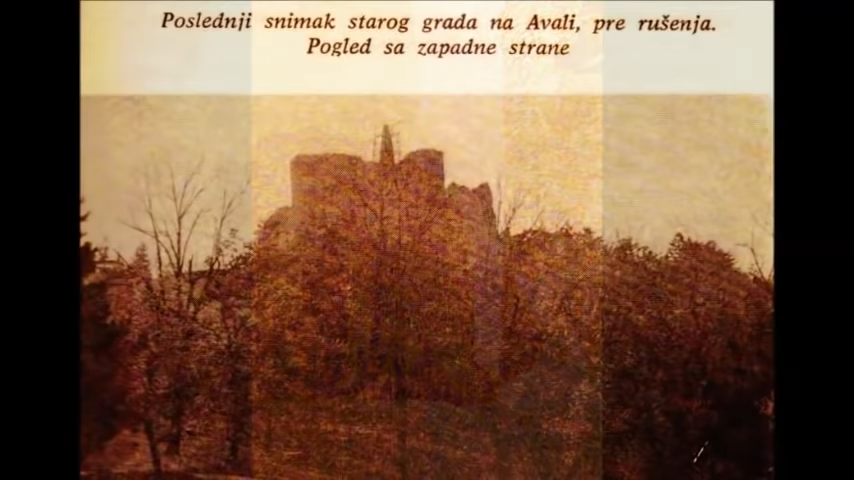 Poslednji snimak starog grada na Avali, pre rušenja.
Pogled sa zapadne strane